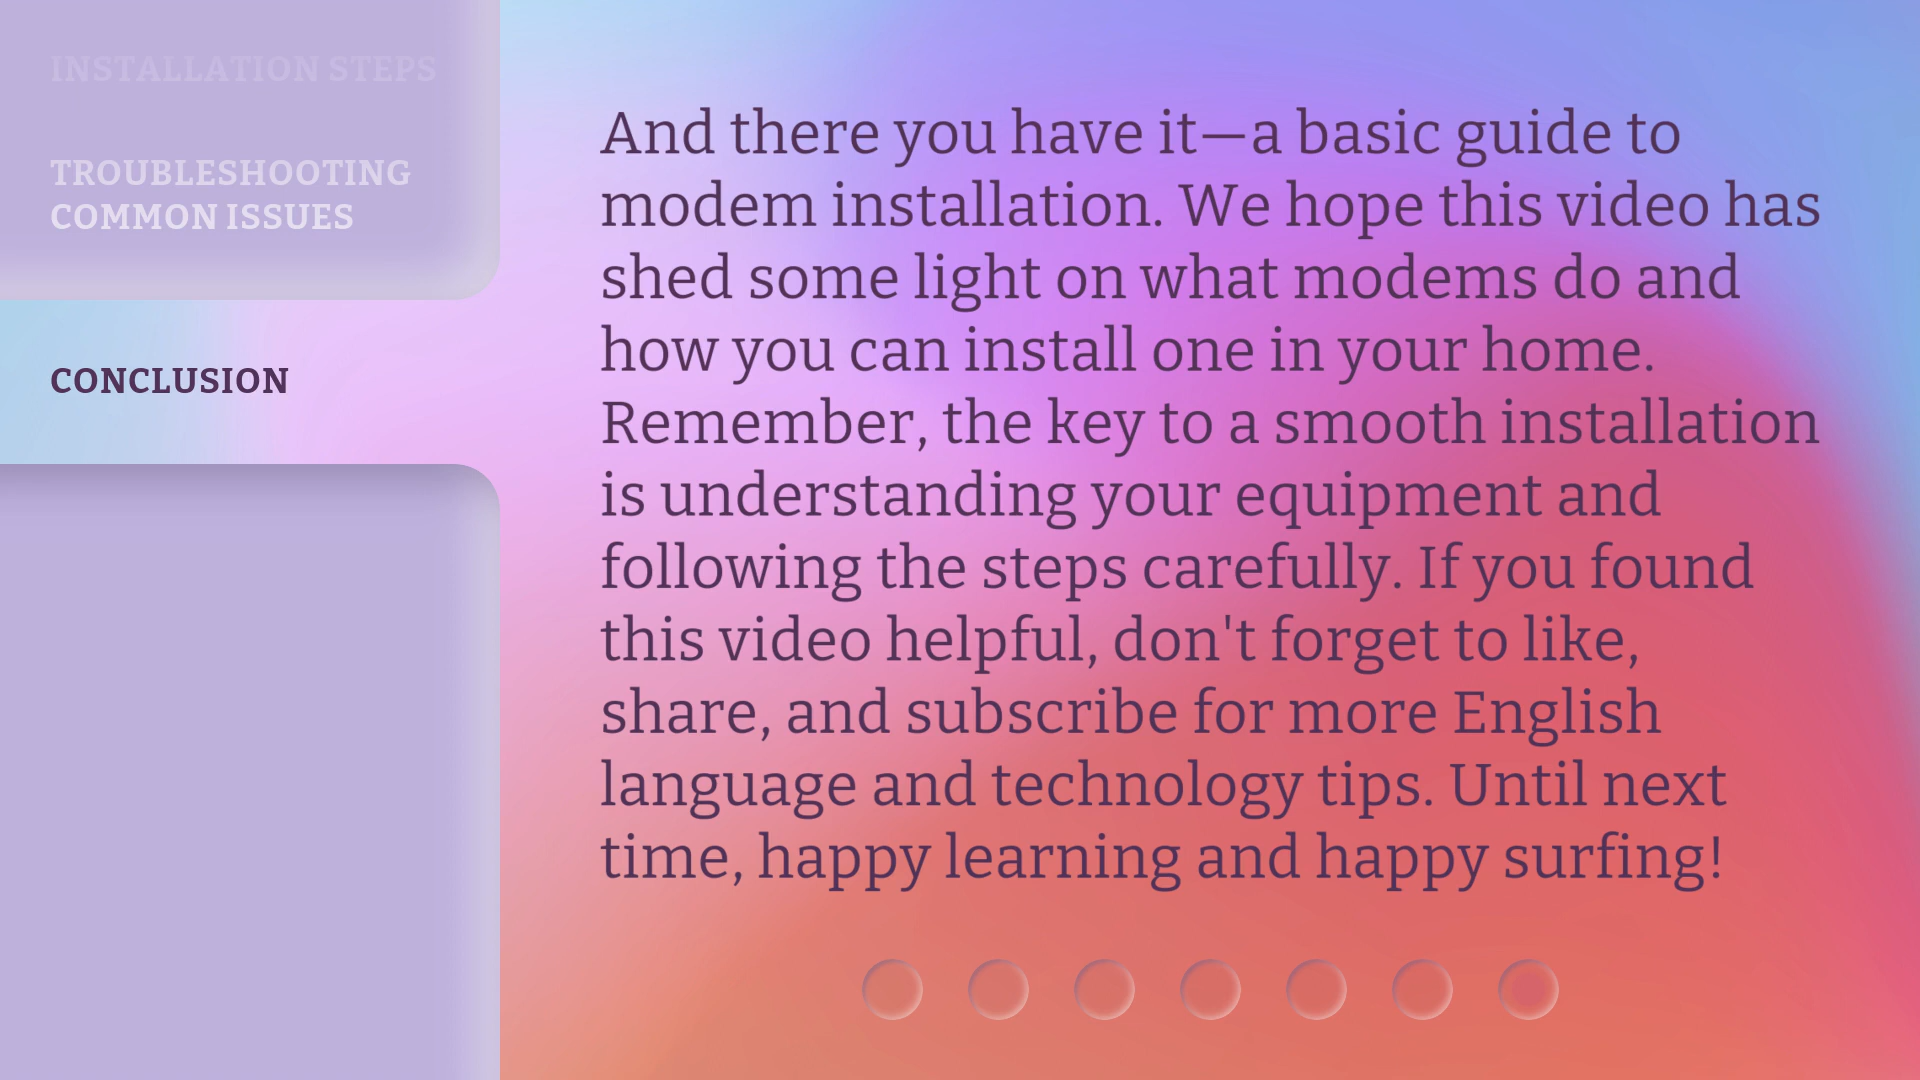 INSTALLATION STEPS
TROUBLESHOOTING
COMMON ISSUES
CONCLUSION
And there you have it—a basic guide to
modem installation. We hope this video has
shed some light on what modems do and
how you can install one in your home.
Remember, the key to a smooth installation
is understanding your equipment and
following the steps carefully. If you found
this video helpful, don't forget to like,
share, and subscribe for more English
language and technology tips. Until next
time, happy learning and happy surfing!